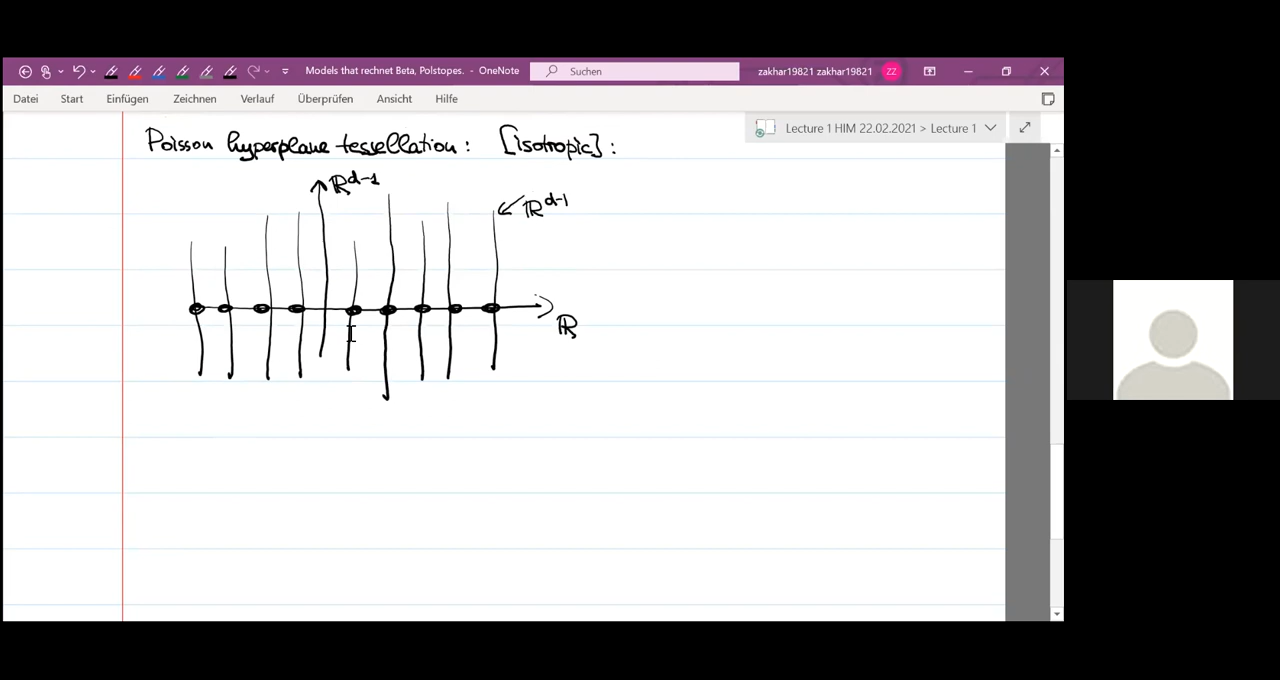 Models that rechnet Beta, Polstopes. - OneNote
Suchen
zakhar19821 zakhar19821
ZZ
Datei Start Einfügen Zeichnen Verlauf Überprüfen Ansicht Hilfe
Lecture 1 HIM 22.02.2021 > Lecture 1
Poisson hyperplane tessellation : [isotropic] :
ℝ^{d-1}
ℝ^{d-1}
ℝ